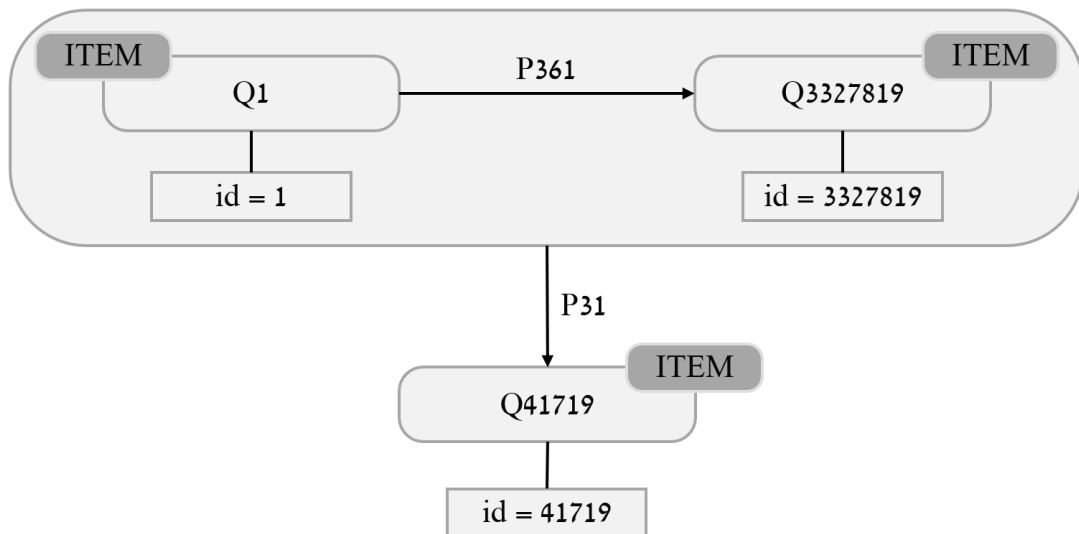 ITEM
ITEM
Q1
P361
Q3327819
id = 1
id = 3327819
P31
ITEM
Q41719
id = 41719